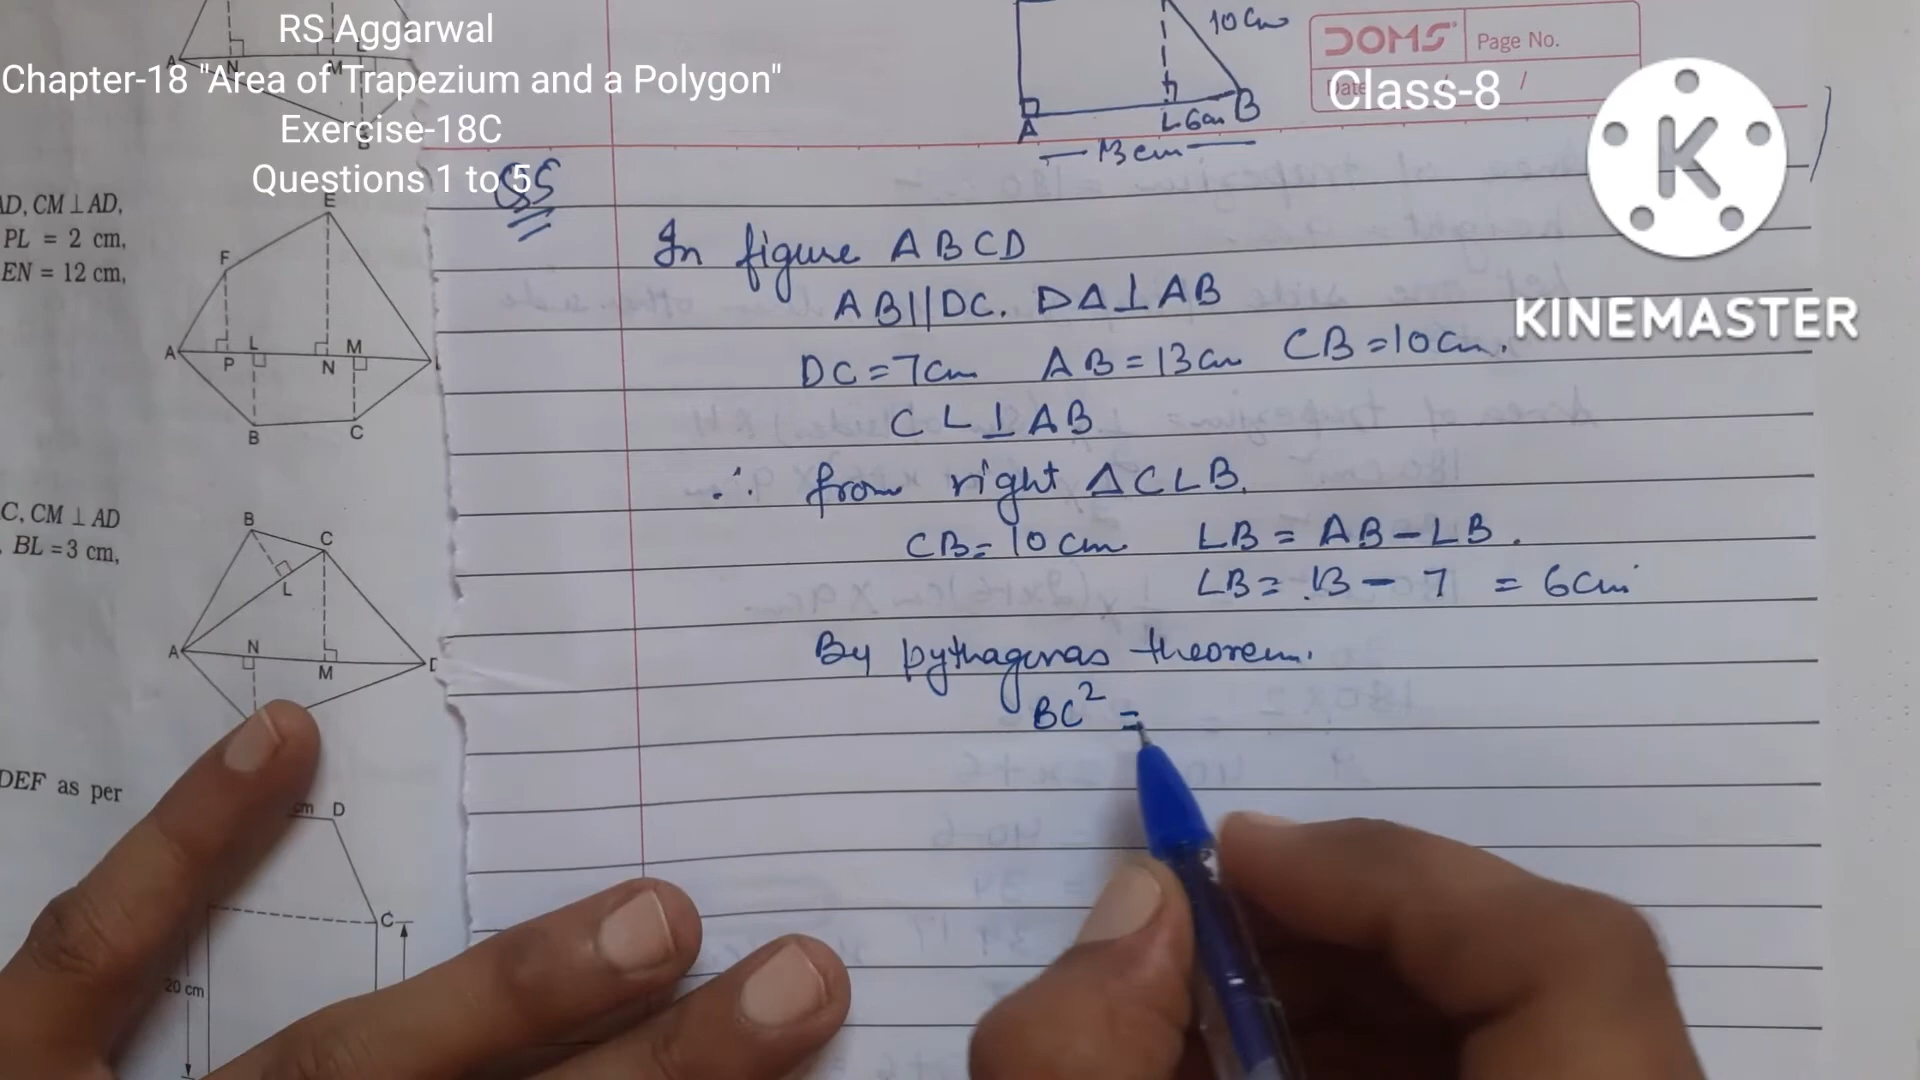 RS Aggarwal
Chapter-18 "Area of Trapezium and a Polygon"
Exercise-18C
Questions 1 to 5
Class-8
KINEMASTER
DOMS
Page No.
Date / /
10 cm
A
L 6cm B
13 cm
Q5
In figure ABCD
AB||DC. DA⊥AB
DC = 7cm AB = 13cm CB = 10cm.
CL⊥AB
∴ from right ΔCLB.
CB = 10cm LB = AB - LB.
LB = 13 - 7 = 6cm
By pythagoras theorem.
BC² =
A N M
AD, CM ⊥ AD,
PL = 2 cm,
EN = 12 cm,
E
F
A P L N M
B C
C, CM ⊥ AD
BL = 3 cm,
B C
L
A N M D
DEF as per
cm D
C
20 cm